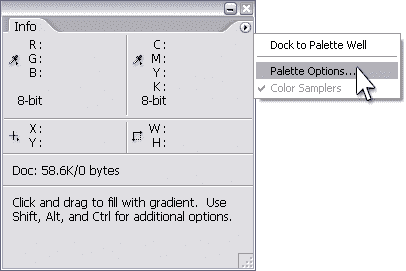 Info
R:
G:
B:
8-bit
C:
M:
Y:
K:
8-bit
X:
Y:
W:
H:
Doc: 58.6K/0 bytes
Click and drag to fill with gradient. Use
Shift, Alt, and Ctrl for additional options.
Dock to Palette Well
Palette Options...
Color Samplers